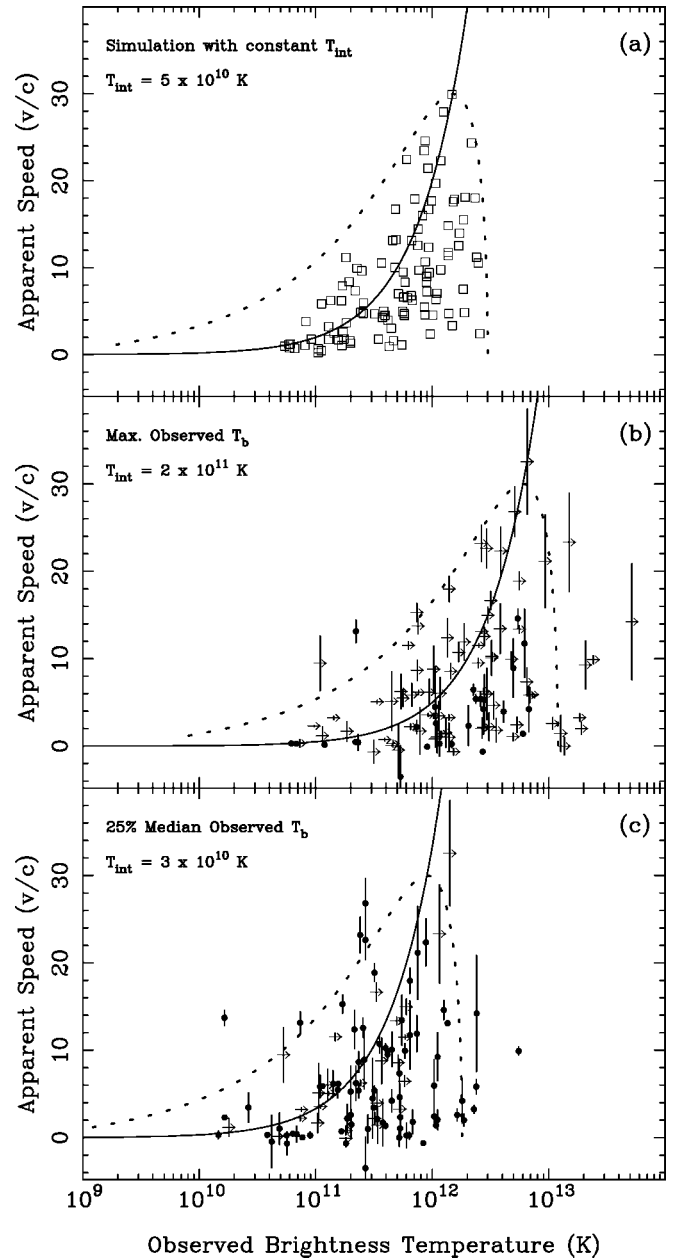 Simulation with constant T_int
(a)
T_int = 5 x 10^10 K
30
20
10
0
Apparent Speed (v/c)
Max. Observed T_b
(b)
T_int = 2 x 10^11 K
30
20
10
0
Apparent Speed (v/c)
25% Median Observed T_b
(c)
T_int = 3 x 10^10 K
30
20
10
0
Apparent Speed (v/c)
10^9 10^10 10^11 10^12 10^13
Observed Brightness Temperature (K)